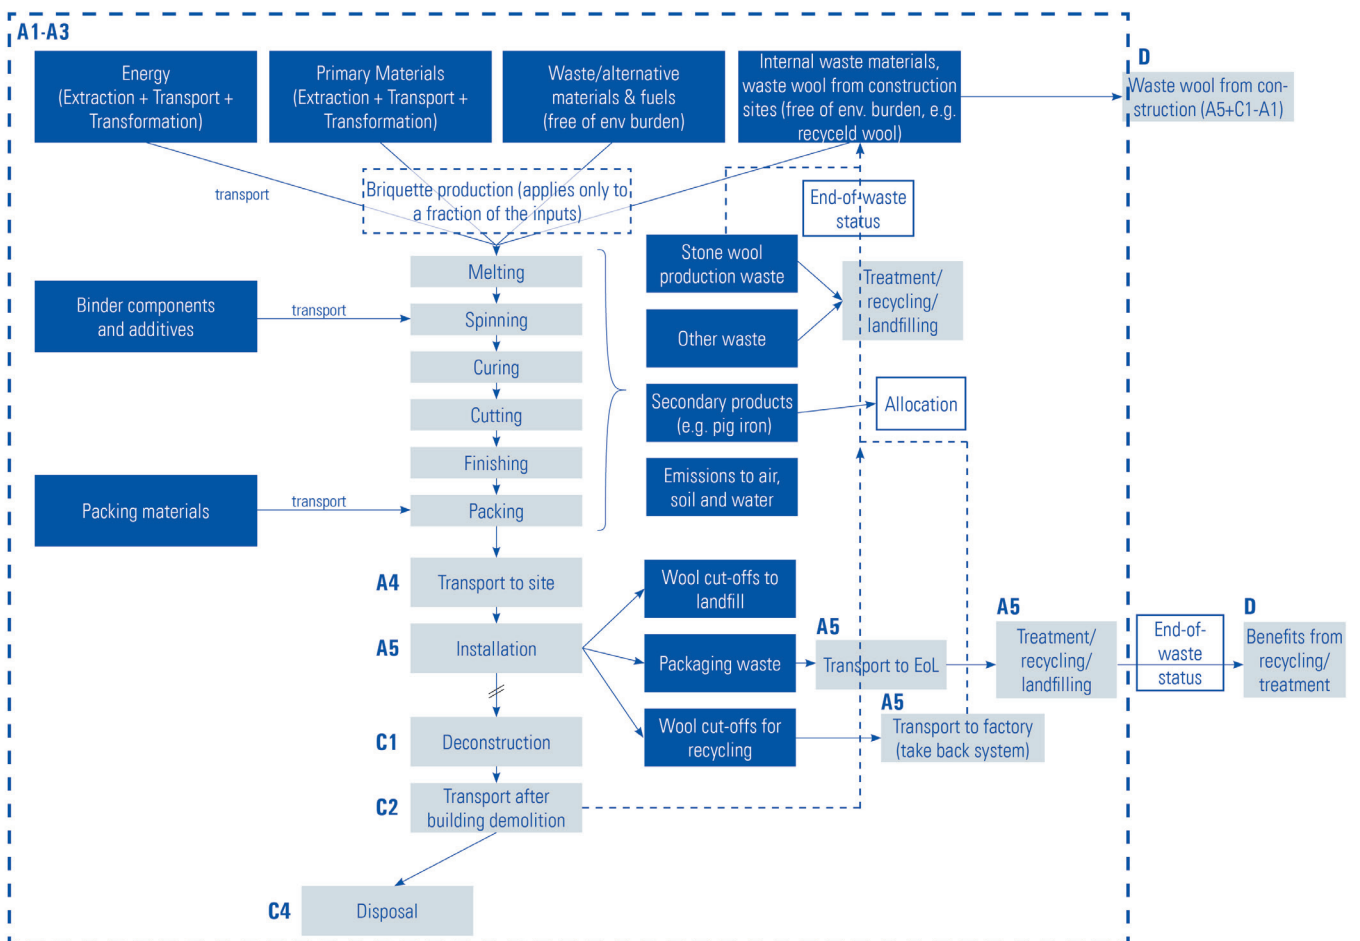 A1-A3
Energy
(Extraction + Transport +
Transformation)
Primary Materials
(Extraction + Transport +
Transformation)
Waste/alternative
materials & fuels
(free of env burden)
Internal waste materials,
waste wool from construction
sites (free of env. burden, e.g.
recyceld wool)
D
Waste wool from con-
struction (A5+C1-A1)
transport
Briquette production (applies only to
a fraction of the inputs)
End-of-waste
status
Melting
Stone wool
production waste
Treatment/
recycling/
landfilling
Binder components
and additives
transport
Spinning
Other waste
Curing
Cutting
Secondary products
(e.g. pig iron)
Allocation
Finishing
Emissions to air,
soil and water
Packing materials
transport
Packing
A4
Transport to site
Wool cut-offs to
landfill
A5
Installation
Packaging waste
A5
Transport to EoL
A5
Treatment/
recycling/
landfilling
End-of-
waste
status
D
Benefits from
recycling/
treatment
C1
Deconstruction
Wool cut-offs for
recycling
A5
Transport to factory
(take back system)
C2
Transport after
building demolition
C4
Disposal